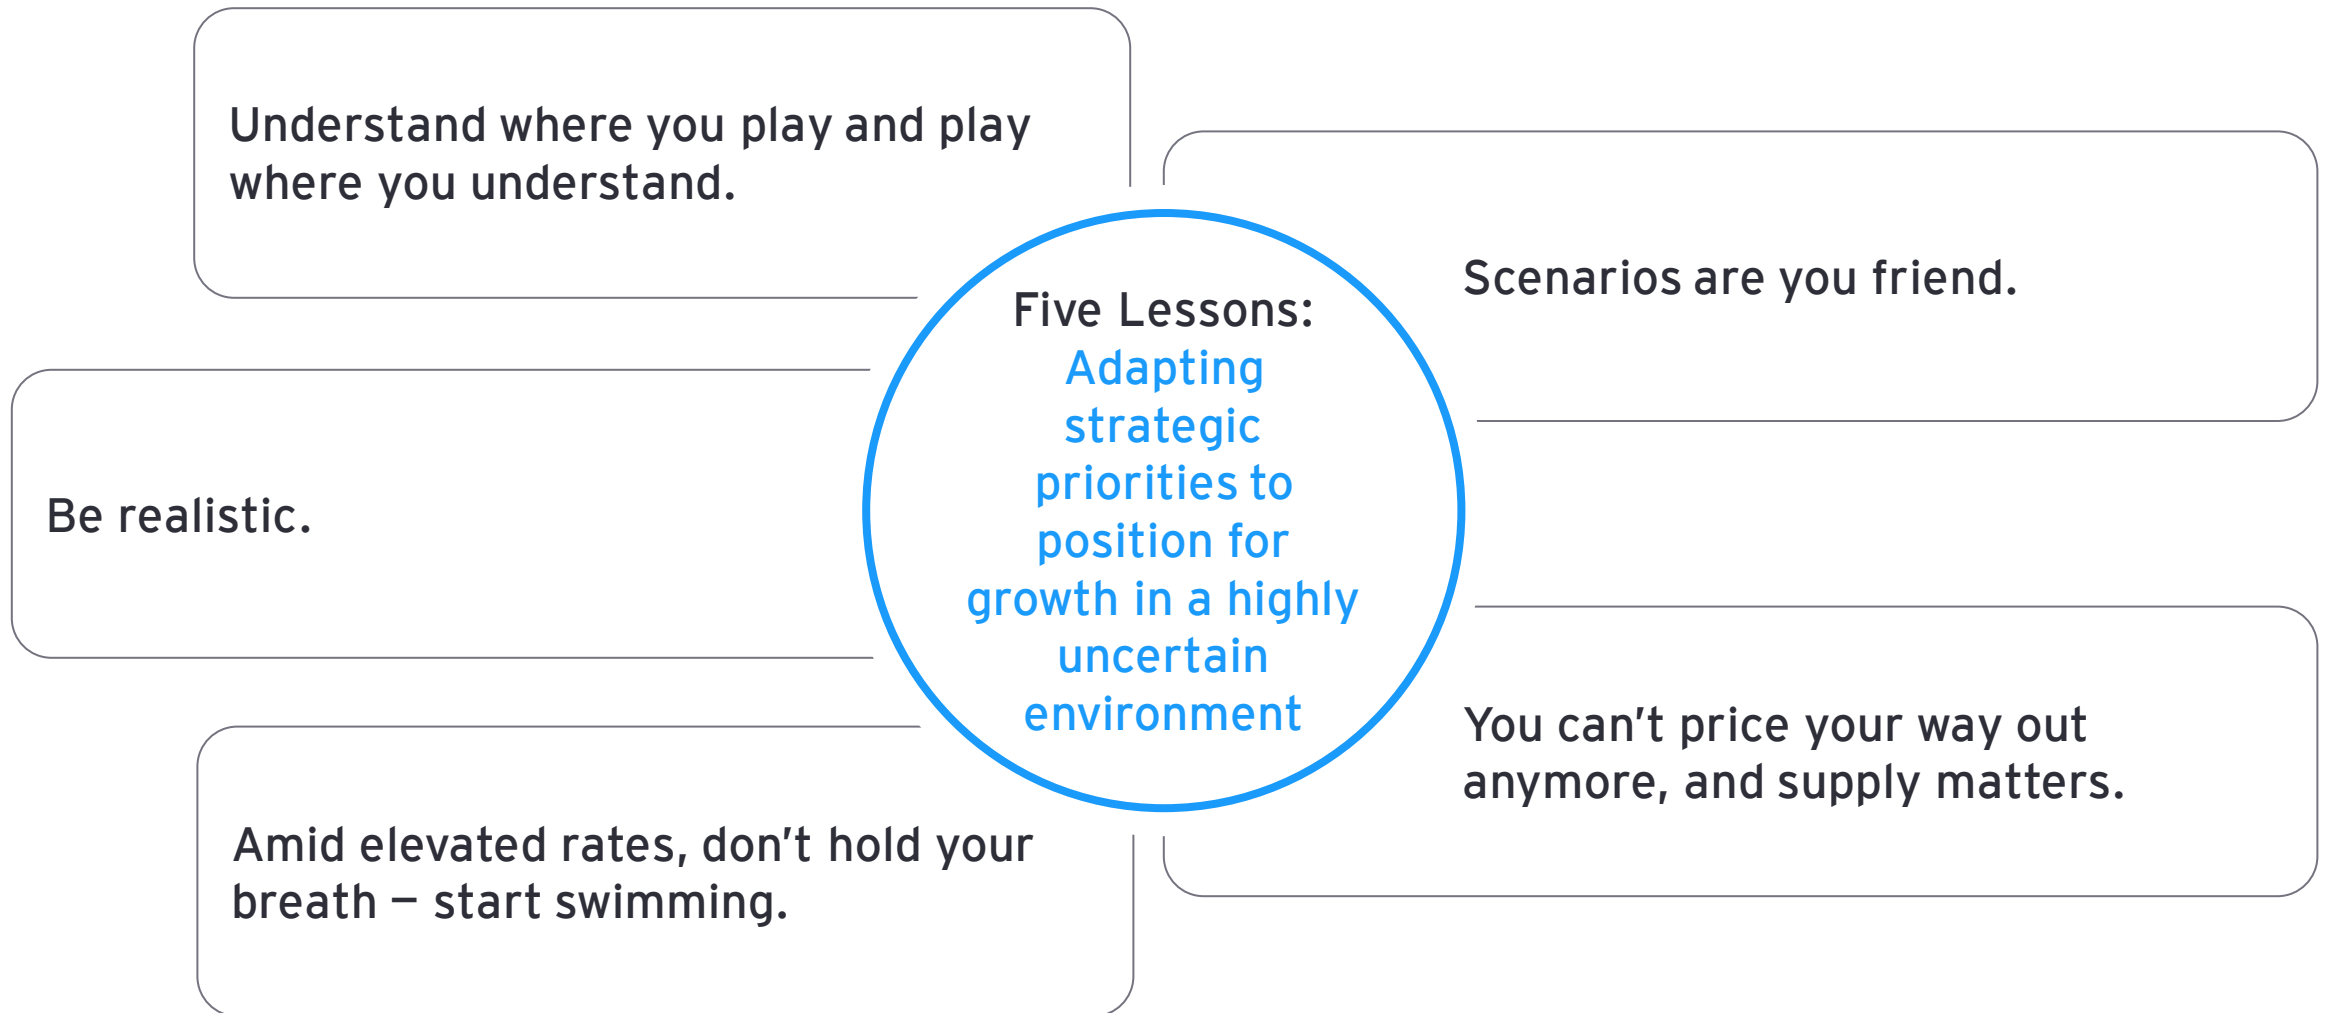 Understand where you play and play
where you understand.
Scenarios are you friend.
Five Lessons:
Adapting
strategic
priorities to
position for
growth in a highly
uncertain
environment
Be realistic.
You can’t price your way out
anymore, and supply matters.
Amid elevated rates, don’t hold your
breath – start swimming.